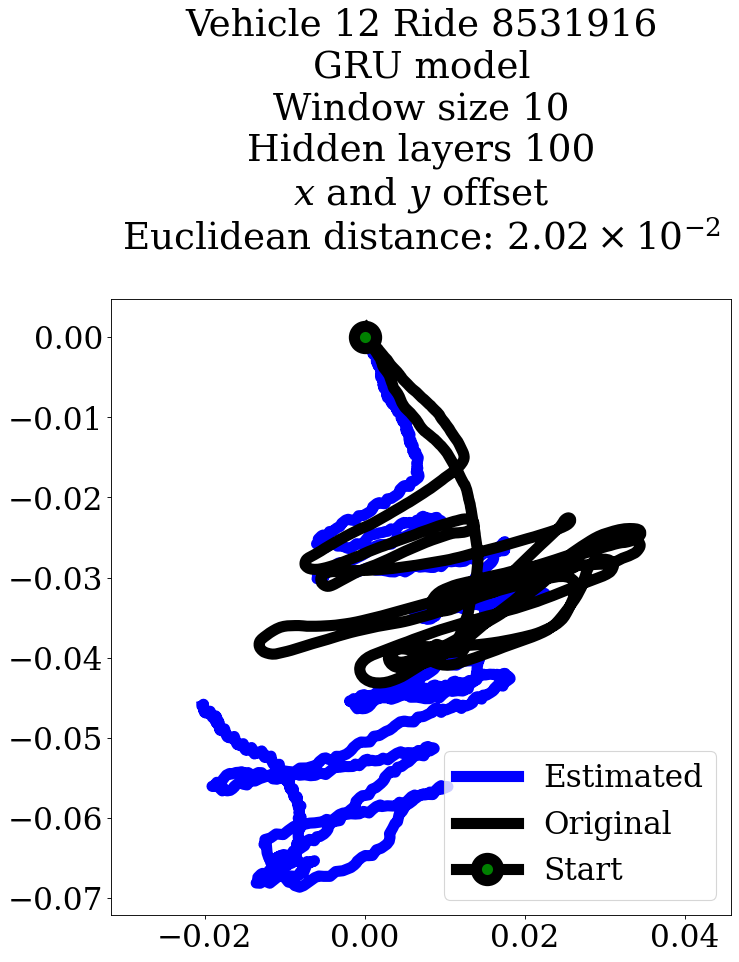 Vehicle 12 Ride 8531916
GRU model
Window size 10
Hidden layers 100
x and y offset
Euclidean distance: 2.02 × 10⁻²
0.00
−0.01
−0.02
−0.03
−0.04
−0.05
−0.06
−0.07
Estimated
Original
Start
−0.02 0.00 0.02 0.04